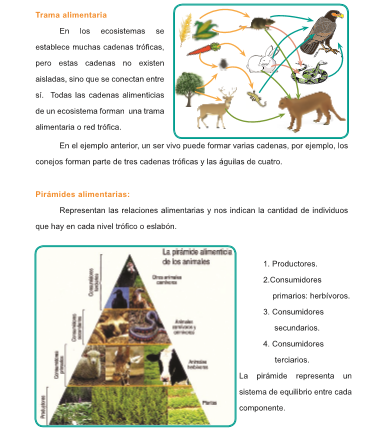 Trama alimentaria
En los ecosistemas se
establece muchas cadenas tróficas,
pero estas cadenas no existen
aisladas, sino que se conectan entre
sí. Todas las cadenas alimenticias
de un ecosistema forman una trama
alimentaria o red trófica.
En el ejemplo anterior, un ser vivo puede formar varias cadenas, por ejemplo, los
conejos forman parte de tres cadenas tróficas y las águilas de cuatro.
Pirámides alimentarias:
Representan las relaciones alimentarias y nos indican la cantidad de individuos
que hay en cada nivel trófico o eslabón.
La pirámide alimenticia
de los animales
Otros animales
carnívoros
Animales
carnívoros y
Animales
herbívoros
Plantas
Consumidores
terciarios
Consumidores
secundarios
Consumidores
primarios
Productores
1. Productores.
2.Consumidores
primarios: herbívoros.
3. Consumidores
secundarios.
4. Consumidores
terciarios.
La pirámide representa un
sistema de equilibrio entre cada
componente.